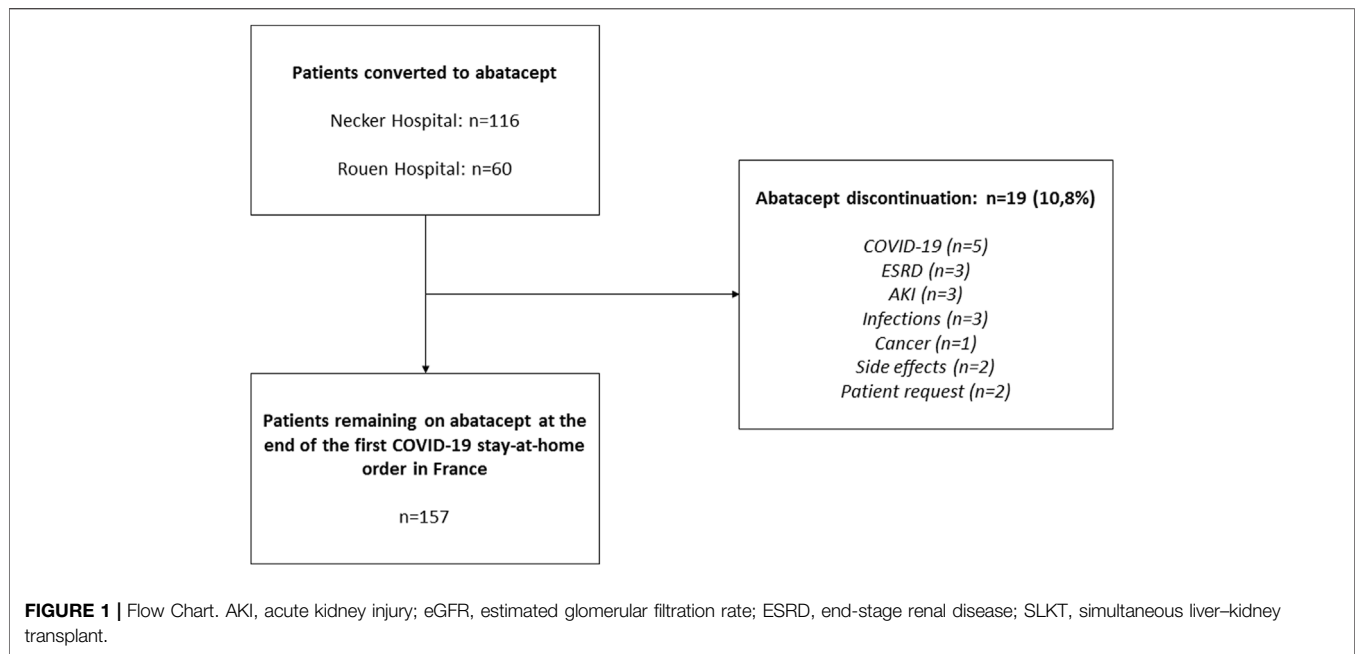 Patients converted to abatacept
Necker Hospital: n=116
Rouen Hospital: n=60
Abatacept discontinuation: n=19 (10,8%)
COVID-19 (n=5)
ESRD (n=3)
AKI (n=3)
Infections (n=3)
Cancer (n=1)
Side effects (n=2)
Patient request (n=2)
Patients remaining on abatacept at the
end of the first COVID-19 stay-at-home
order in France
n=157
FIGURE 1 | Flow Chart. AKI, acute kidney injury; eGFR, estimated glomerular filtration rate; ESRD, end-stage renal disease; SLKT, simultaneous liver–kidney
transplant.